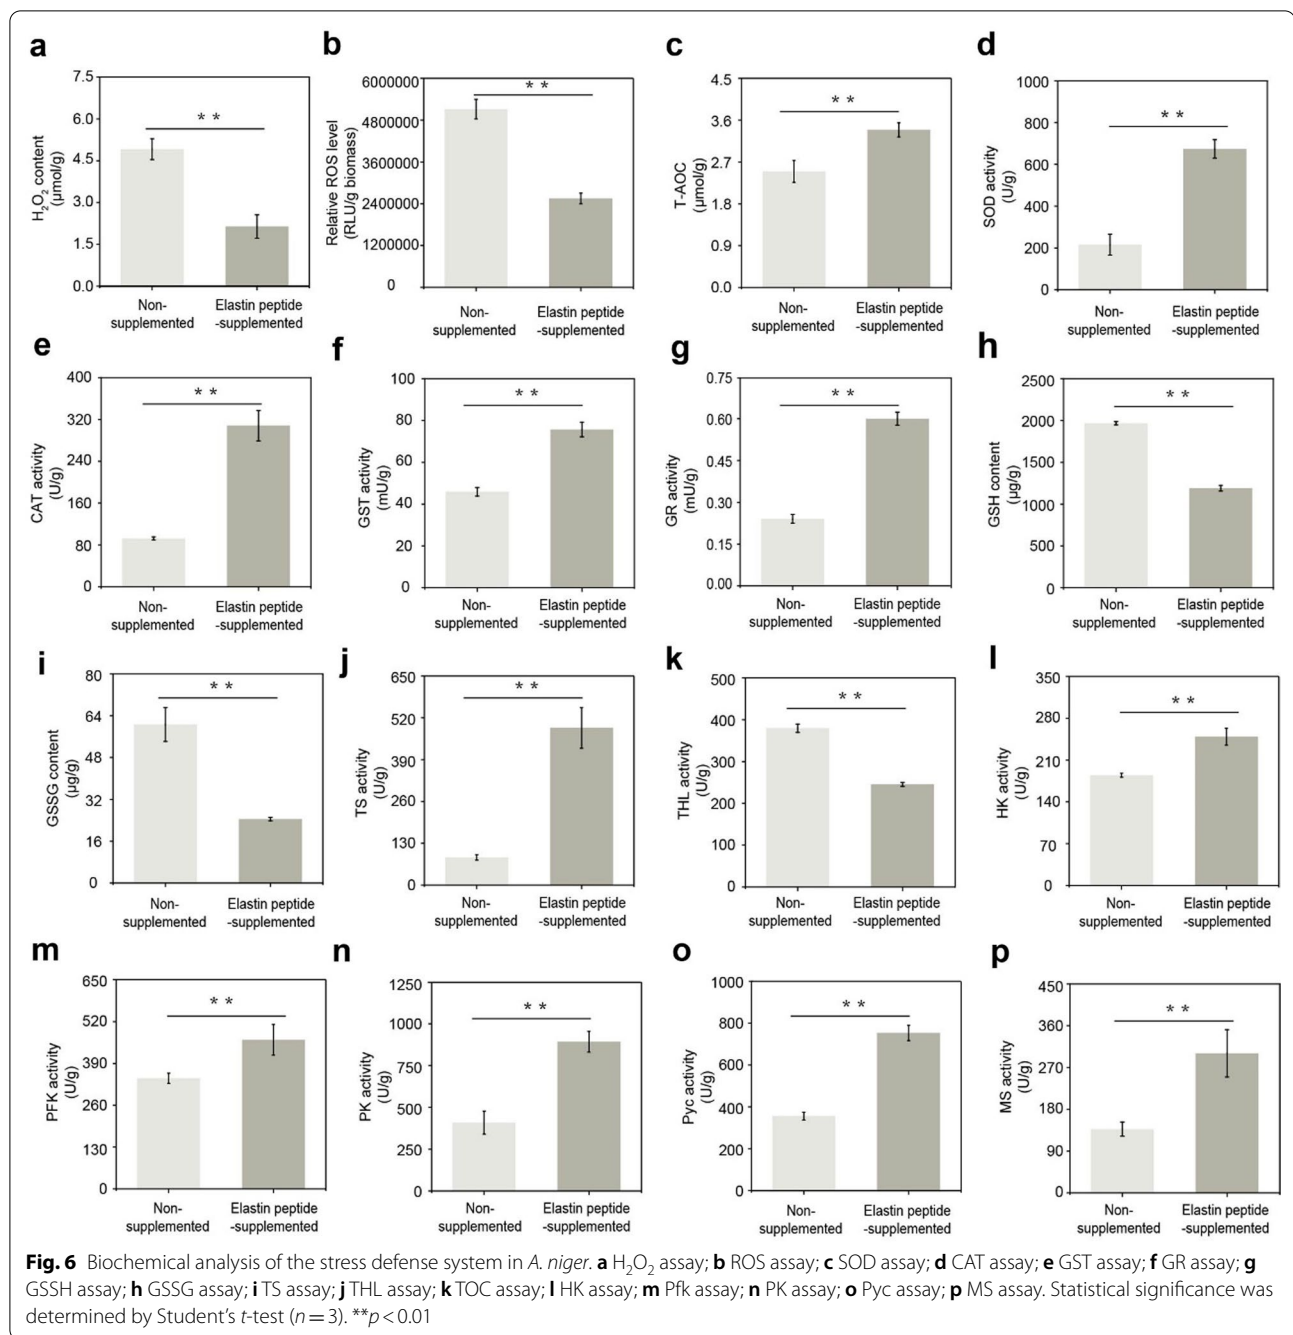 a
7.5
6.0
4.5
3.0
1.5
0.0
H₂O₂ content
(µmol/g)
* *
Non-
supplemented
Elastin peptide
-supplemented
b
6000000
4800000
3600000
2400000
1200000
0
Relative ROS level
(RLU/g biomass)
* *
Non-
supplemented
Elastin peptide
-supplemented
c
4.5
3.6
2.7
1.8
0.9
0.0
T-AOC
(µmol/g)
* *
Non-
supplemented
Elastin peptide
-supplemented
d
1000
800
600
400
200
0
SOD activity
(U/g)
* *
Non-
supplemented
Elastin peptide
-supplemented
e
400
320
240
160
80
0
CAT activity
(U/g)
* *
Non-
supplemented
Elastin peptide
-supplemented
f
100
80
60
40
20
0
GST activity
(mU/g)
* *
Non-
supplemented
Elastin peptide
-supplemented
g
0.75
0.60
0.45
0.30
0.15
0.00
GR activity
(mU/g)
* *
Non-
supplemented
Elastin peptide
-supplemented
h
2500
2000
1500
1000
500
0
GSH content
(µg/g)
* *
Non-
supplemented
Elastin peptide
-supplemented
i
80
64
48
32
16
0
GSSG content
(µg/g)
* *
Non-
supplemented
Elastin peptide
-supplemented
j
650
520
390
260
130
0
TS activity
(U/g)
* *
Non-
supplemented
Elastin peptide
-supplemented
k
500
400
300
200
100
0
THL activity
(U/g)
* *
Non-
supplemented
Elastin peptide
-supplemented
l
350
280
210
140
70
0
HK activity
(U/g)
* *
Non-
supplemented
Elastin peptide
-supplemented
m
650
520
390
260
130
0
PFK activity
(U/g)
* *
Non-
supplemented
Elastin peptide
-supplemented
n
1250
1000
750
500
250
0
PK activity
(U/g)
* *
Non-
supplemented
Elastin peptide
-supplemented
o
1000
800
600
400
200
0
Pyc activity
(U/g)
* *
Non-
supplemented
Elastin peptide
-supplemented
p
450
360
270
180
90
0
MS activity
(U/g)
* *
Non-
supplemented
Elastin peptide
-supplemented
Fig. 6 Biochemical analysis of the stress defense system in A. niger. a H₂O₂ assay; b ROS assay; c SOD assay; d CAT assay; e GST assay; f GR assay; g
GSSH assay; h GSSG assay; i TS assay; j THL assay; k TOC assay; l HK assay; m Pfk assay; n PK assay; o Pyc assay; p MS assay. Statistical significance was
determined by Student's t-test (n = 3). **p < 0.01